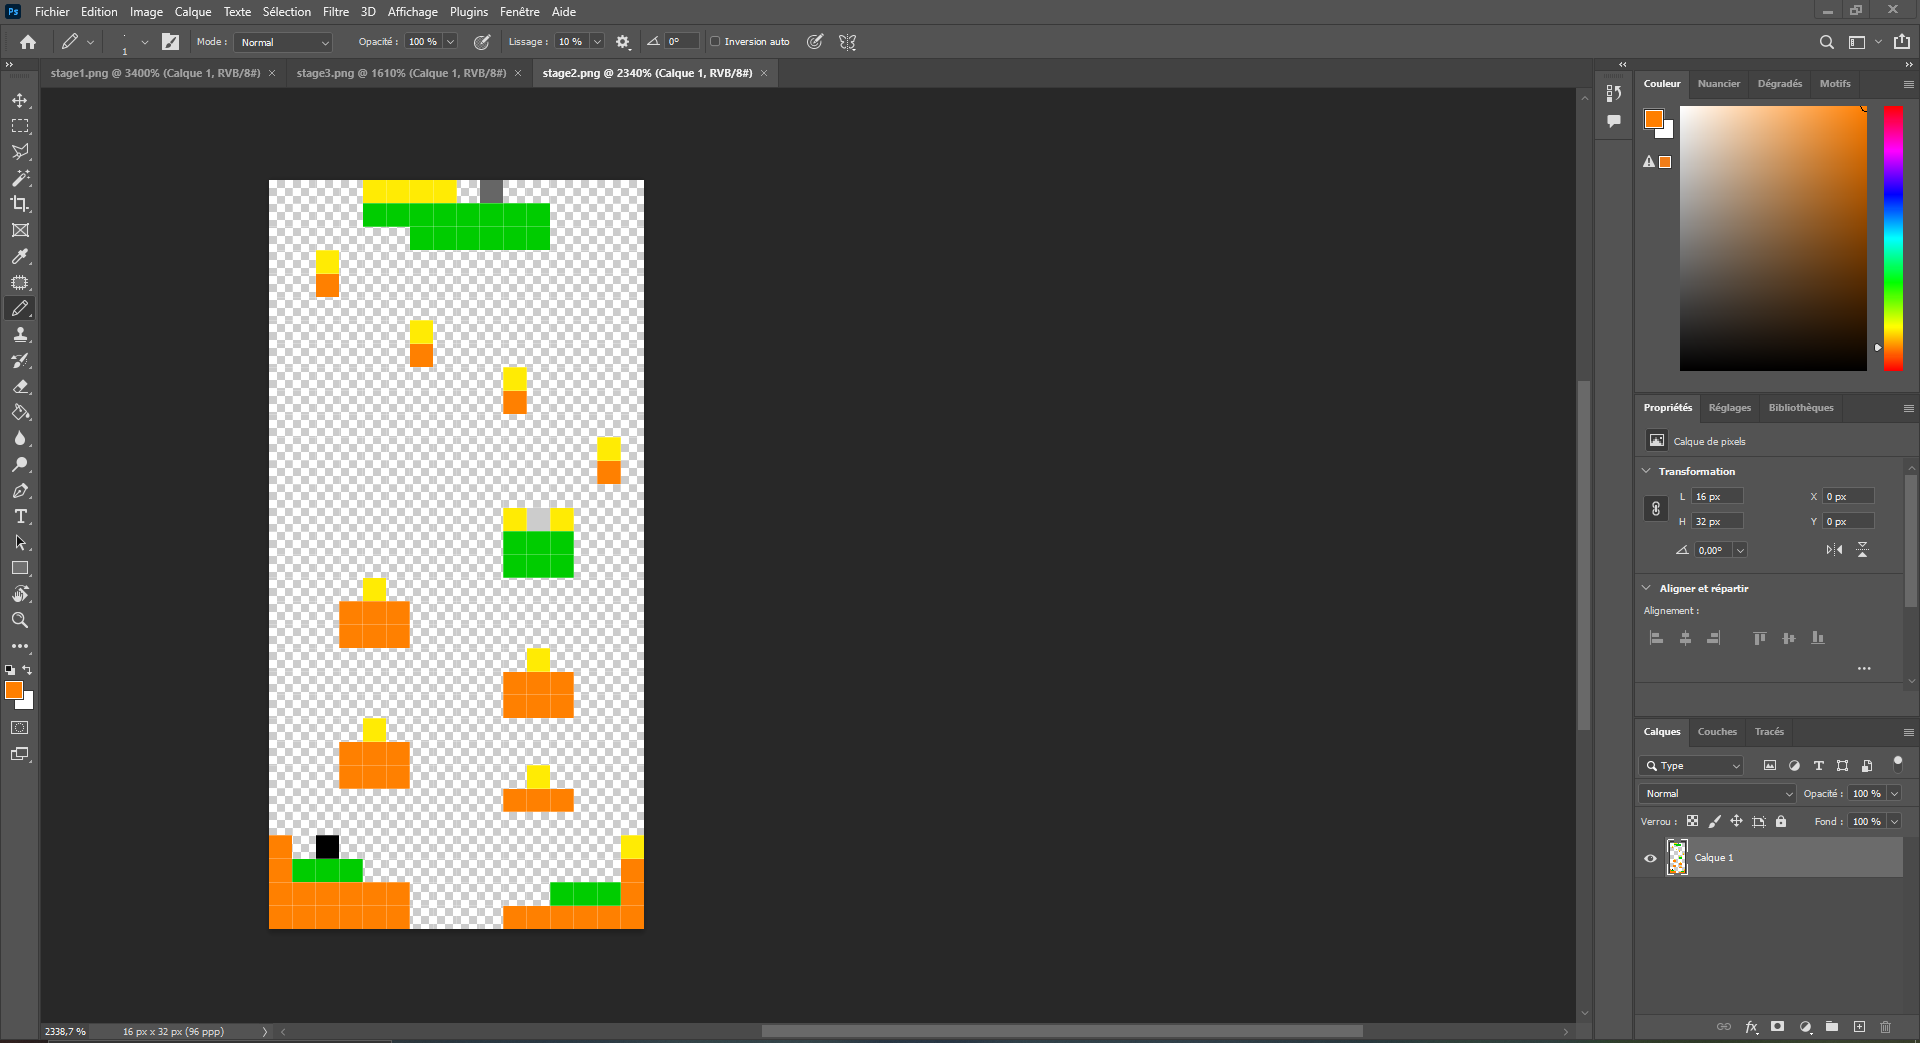 Ps Fichier Edition Image Calque Texte Sélection Filtre 3D Affichage Plugins Fenêtre Aide
1 Mode : Normal Opacité : 100 % Lissage : 10 % 0° Inversion auto
stage1.png @ 3400% (Calque 1, RVB/8#) stage3.png @ 1610% (Calque 1, RVB/8#) stage2.png @ 2340% (Calque 1, RVB/8#)
Couleur Nuancier Dégradés Motifs
Propriétés Réglages Bibliothèques
Calque de pixels
Transformation
L 16 px X 0 px
H 32 px Y 0 px
0,00°
Aligner et répartir
Alignement :
Calques Couches Tracés
Type
Normal Opacité : 100 %
Verrou : Fond : 100 %
Calque 1
2338,7 % 16 px x 32 px (96 ppp)